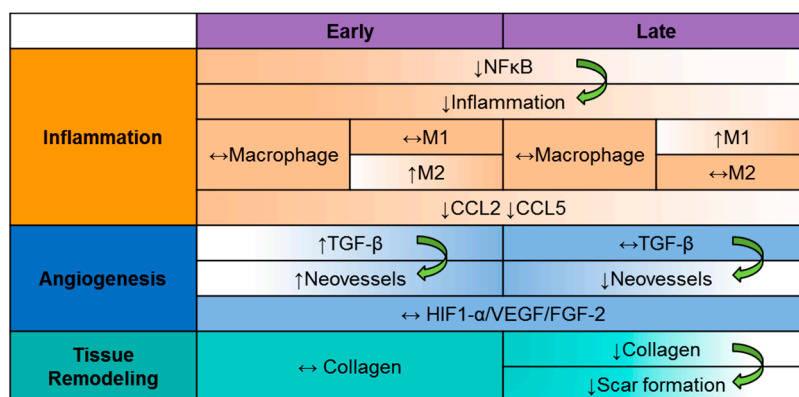 Early
Late
Inflammation
↓NFκB
↓Inflammation
↔Macrophage
↔M1
↑M2
↔Macrophage
↑M1
↔M2
↓CCL2 ↓CCL5
Angiogenesis
↑TGF-β
↔TGF-β
↑Neovessels
↓Neovessels
↔ HIF1-α/VEGF/FGF-2
Tissue
Remodeling
↔ Collagen
↓Collagen
↓Scar formation